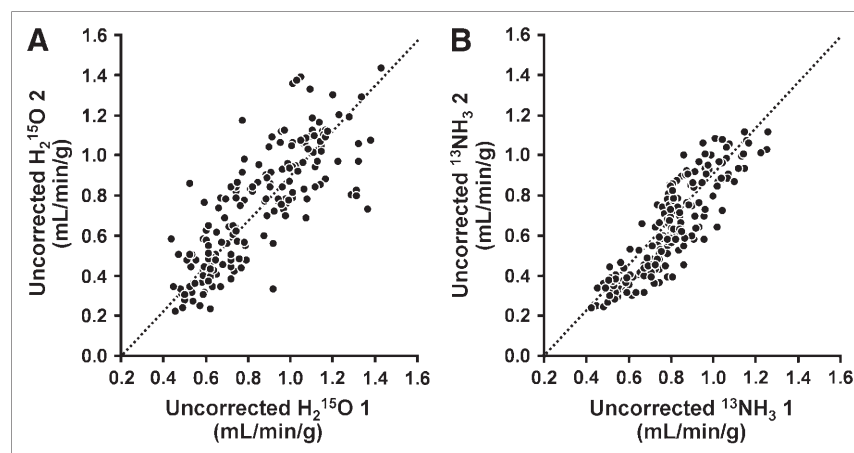 A
1.6
1.4
1.2
1.0
0.8
0.6
0.4
0.2
0.0
Uncorrected H₂¹⁵O 2
(mL/min/g)
0.2 0.4 0.6 0.8 1.0 1.2 1.4 1.6
Uncorrected H₂¹⁵O 1
(mL/min/g)
B
1.6
1.4
1.2
1.0
0.8
0.6
0.4
0.2
0.0
Uncorrected ¹³NH₃ 2
(mL/min/g)
0.2 0.4 0.6 0.8 1.0 1.2 1.4 1.6
Uncorrected ¹³NH₃ 1
(mL/min/g)